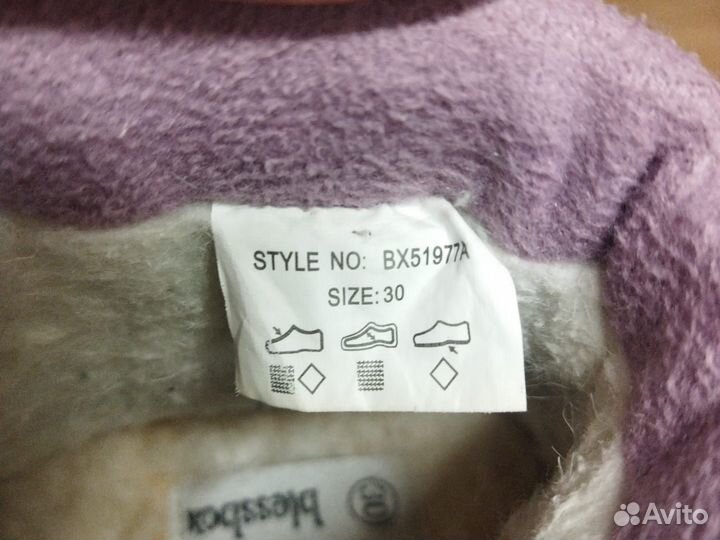 STYLE NO: BX51977A
SIZE: 30
30 blessbox
Avito